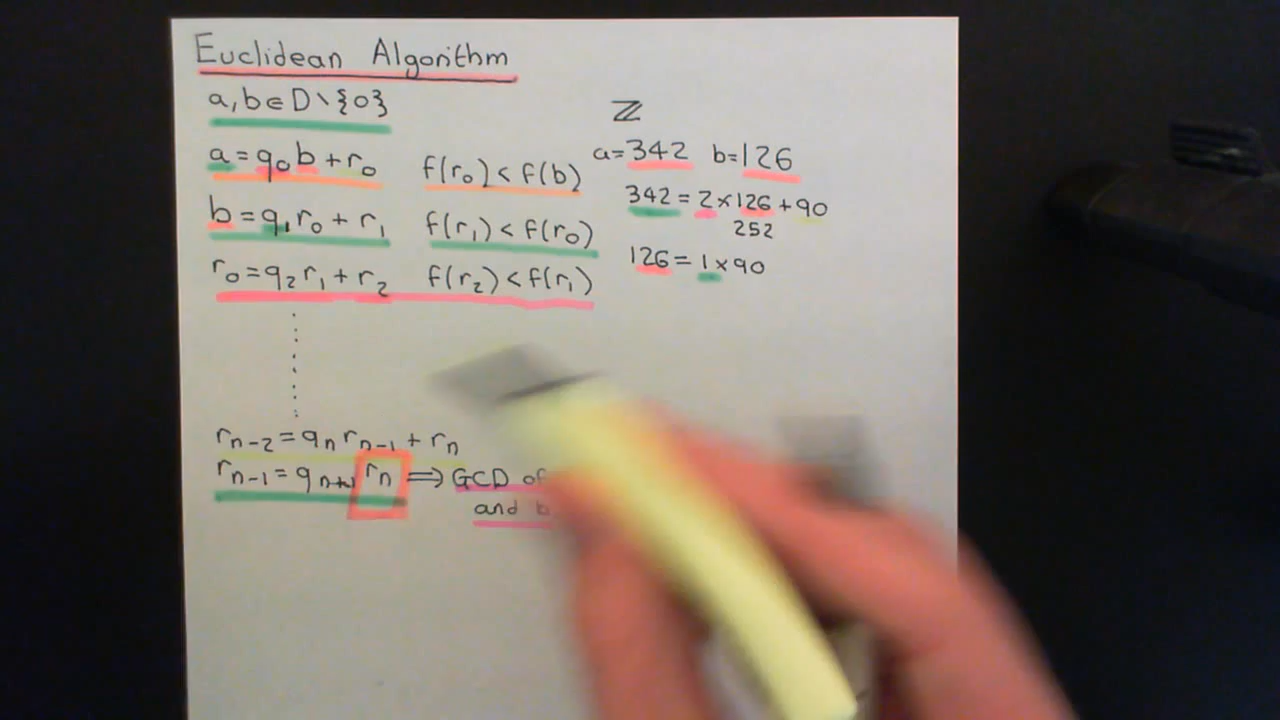 Euclidean Algorithm
a, b ∈ D \ {0}
a = q₀b + r₀ f(r₀) < f(b)
b = q₁r₀ + r₁ f(r₁) < f(r₀)
r₀ = q₂r₁ + r₂ f(r₂) < f(r₁)
rₙ₋₂ = qₙrₙ₋₁ + rₙ
rₙ₋₁ = qₙ₊₁rₙ ⟹ GCD of
and b
ℤ
a=342 b=126
342 = 2 × 126 + 90
252
126 = 1 × 90